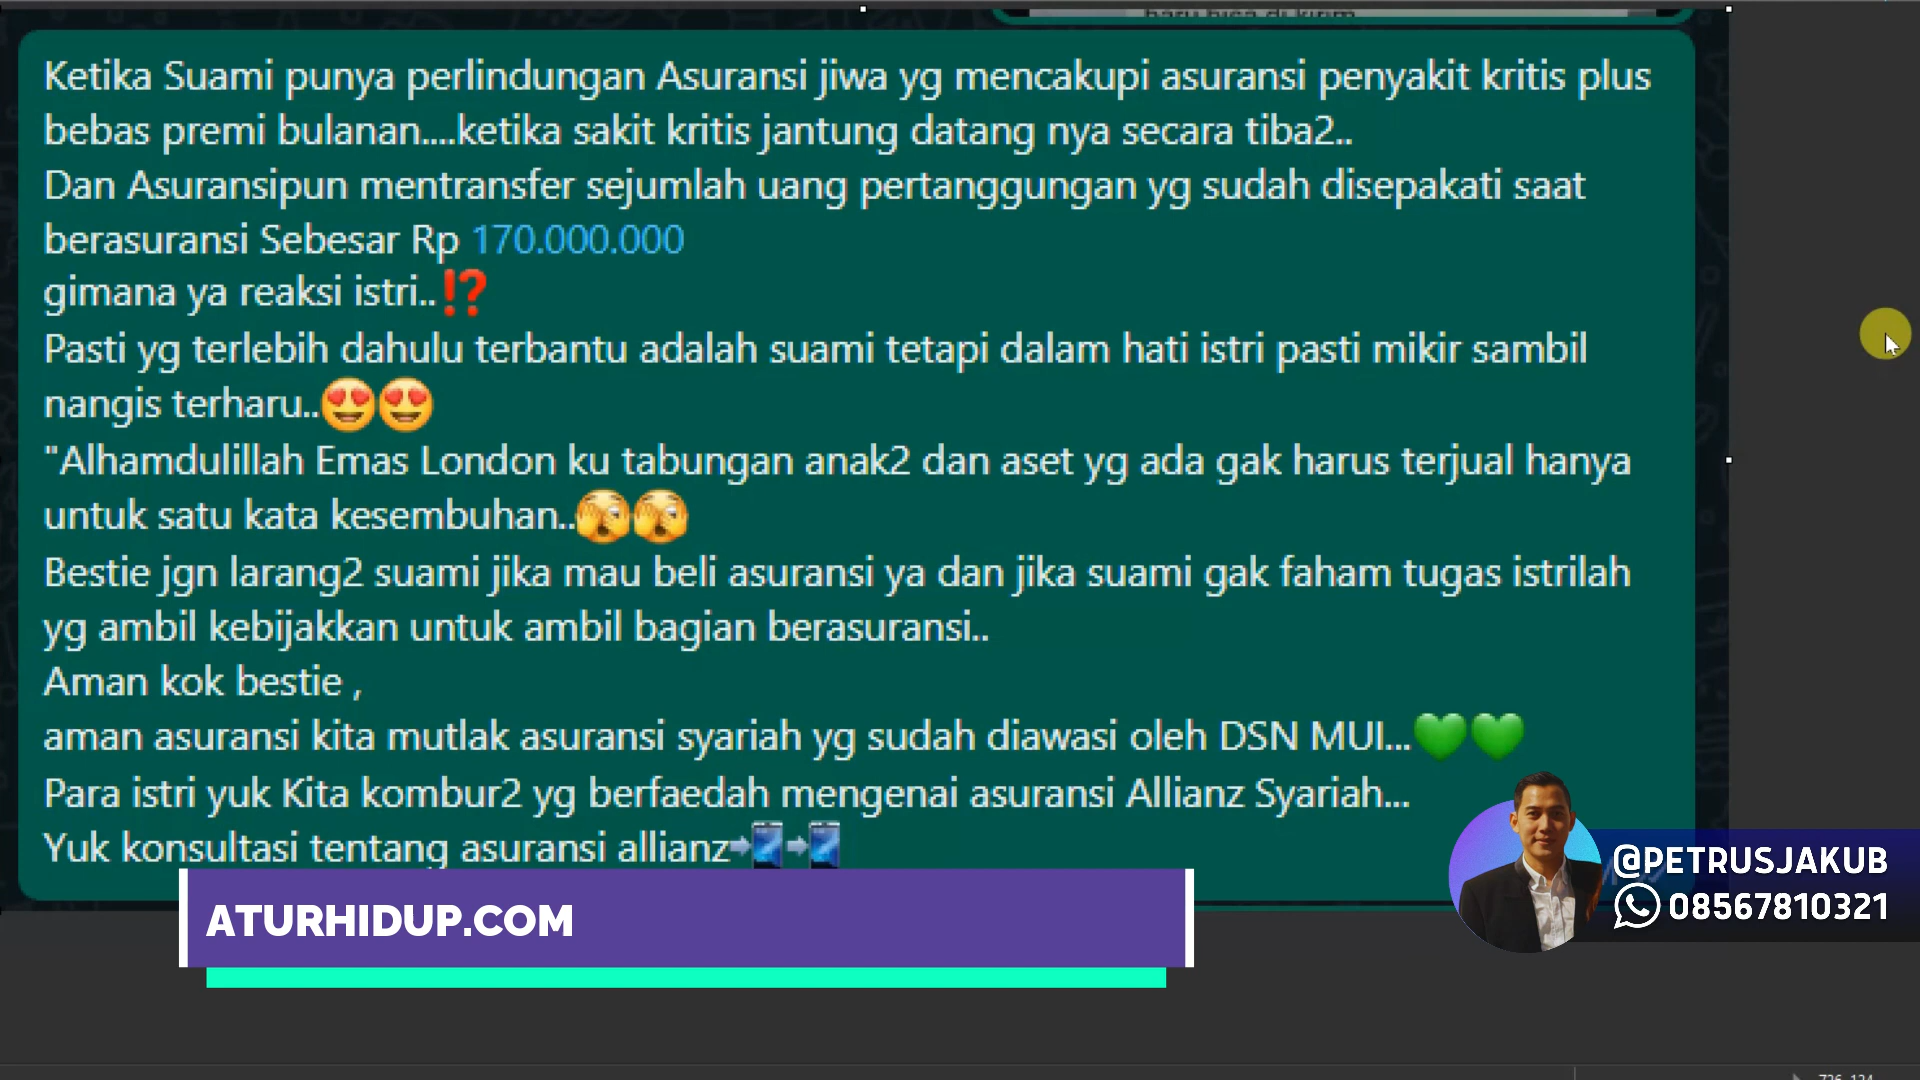 Ketika Suami punya perlindungan Asuransi jiwa yg mencakupi asuransi penyakit kritis plus
bebas premi bulanan....ketika sakit kritis jantung datang nya secara tiba2..
Dan Asuransipun mentransfer sejumlah uang pertanggungan yg sudah disepakati saat
berasuransi Sebesar Rp 170.000.000
gimana ya reaksi istri..⁉️
Pasti yg terlebih dahulu terbantu adalah suami tetapi dalam hati istri pasti mikir sambil
nangis terharu..😍😍
"Alhamdulillah Emas London ku tabungan anak2 dan aset yg ada gak harus terjual hanya
untuk satu kata kesembuhan..🫣🫣
Bestie jgn larang2 suami jika mau beli asuransi ya dan jika suami gak faham tugas istrilah
yg ambil kebijakkan untuk ambil bagian berasuransi..
Aman kok bestie ,
aman asuransi kita mutlak asuransi syariah yg sudah diawasi oleh DSN MUI...💚💚
Para istri yuk Kita kombur2 yg berfaedah mengenai asuransi Allianz Syariah...
Yuk konsultasi tentang asuransi allianz📲📲
ATURHIDUP.COM
@PETRUSJAKUB
08567810321